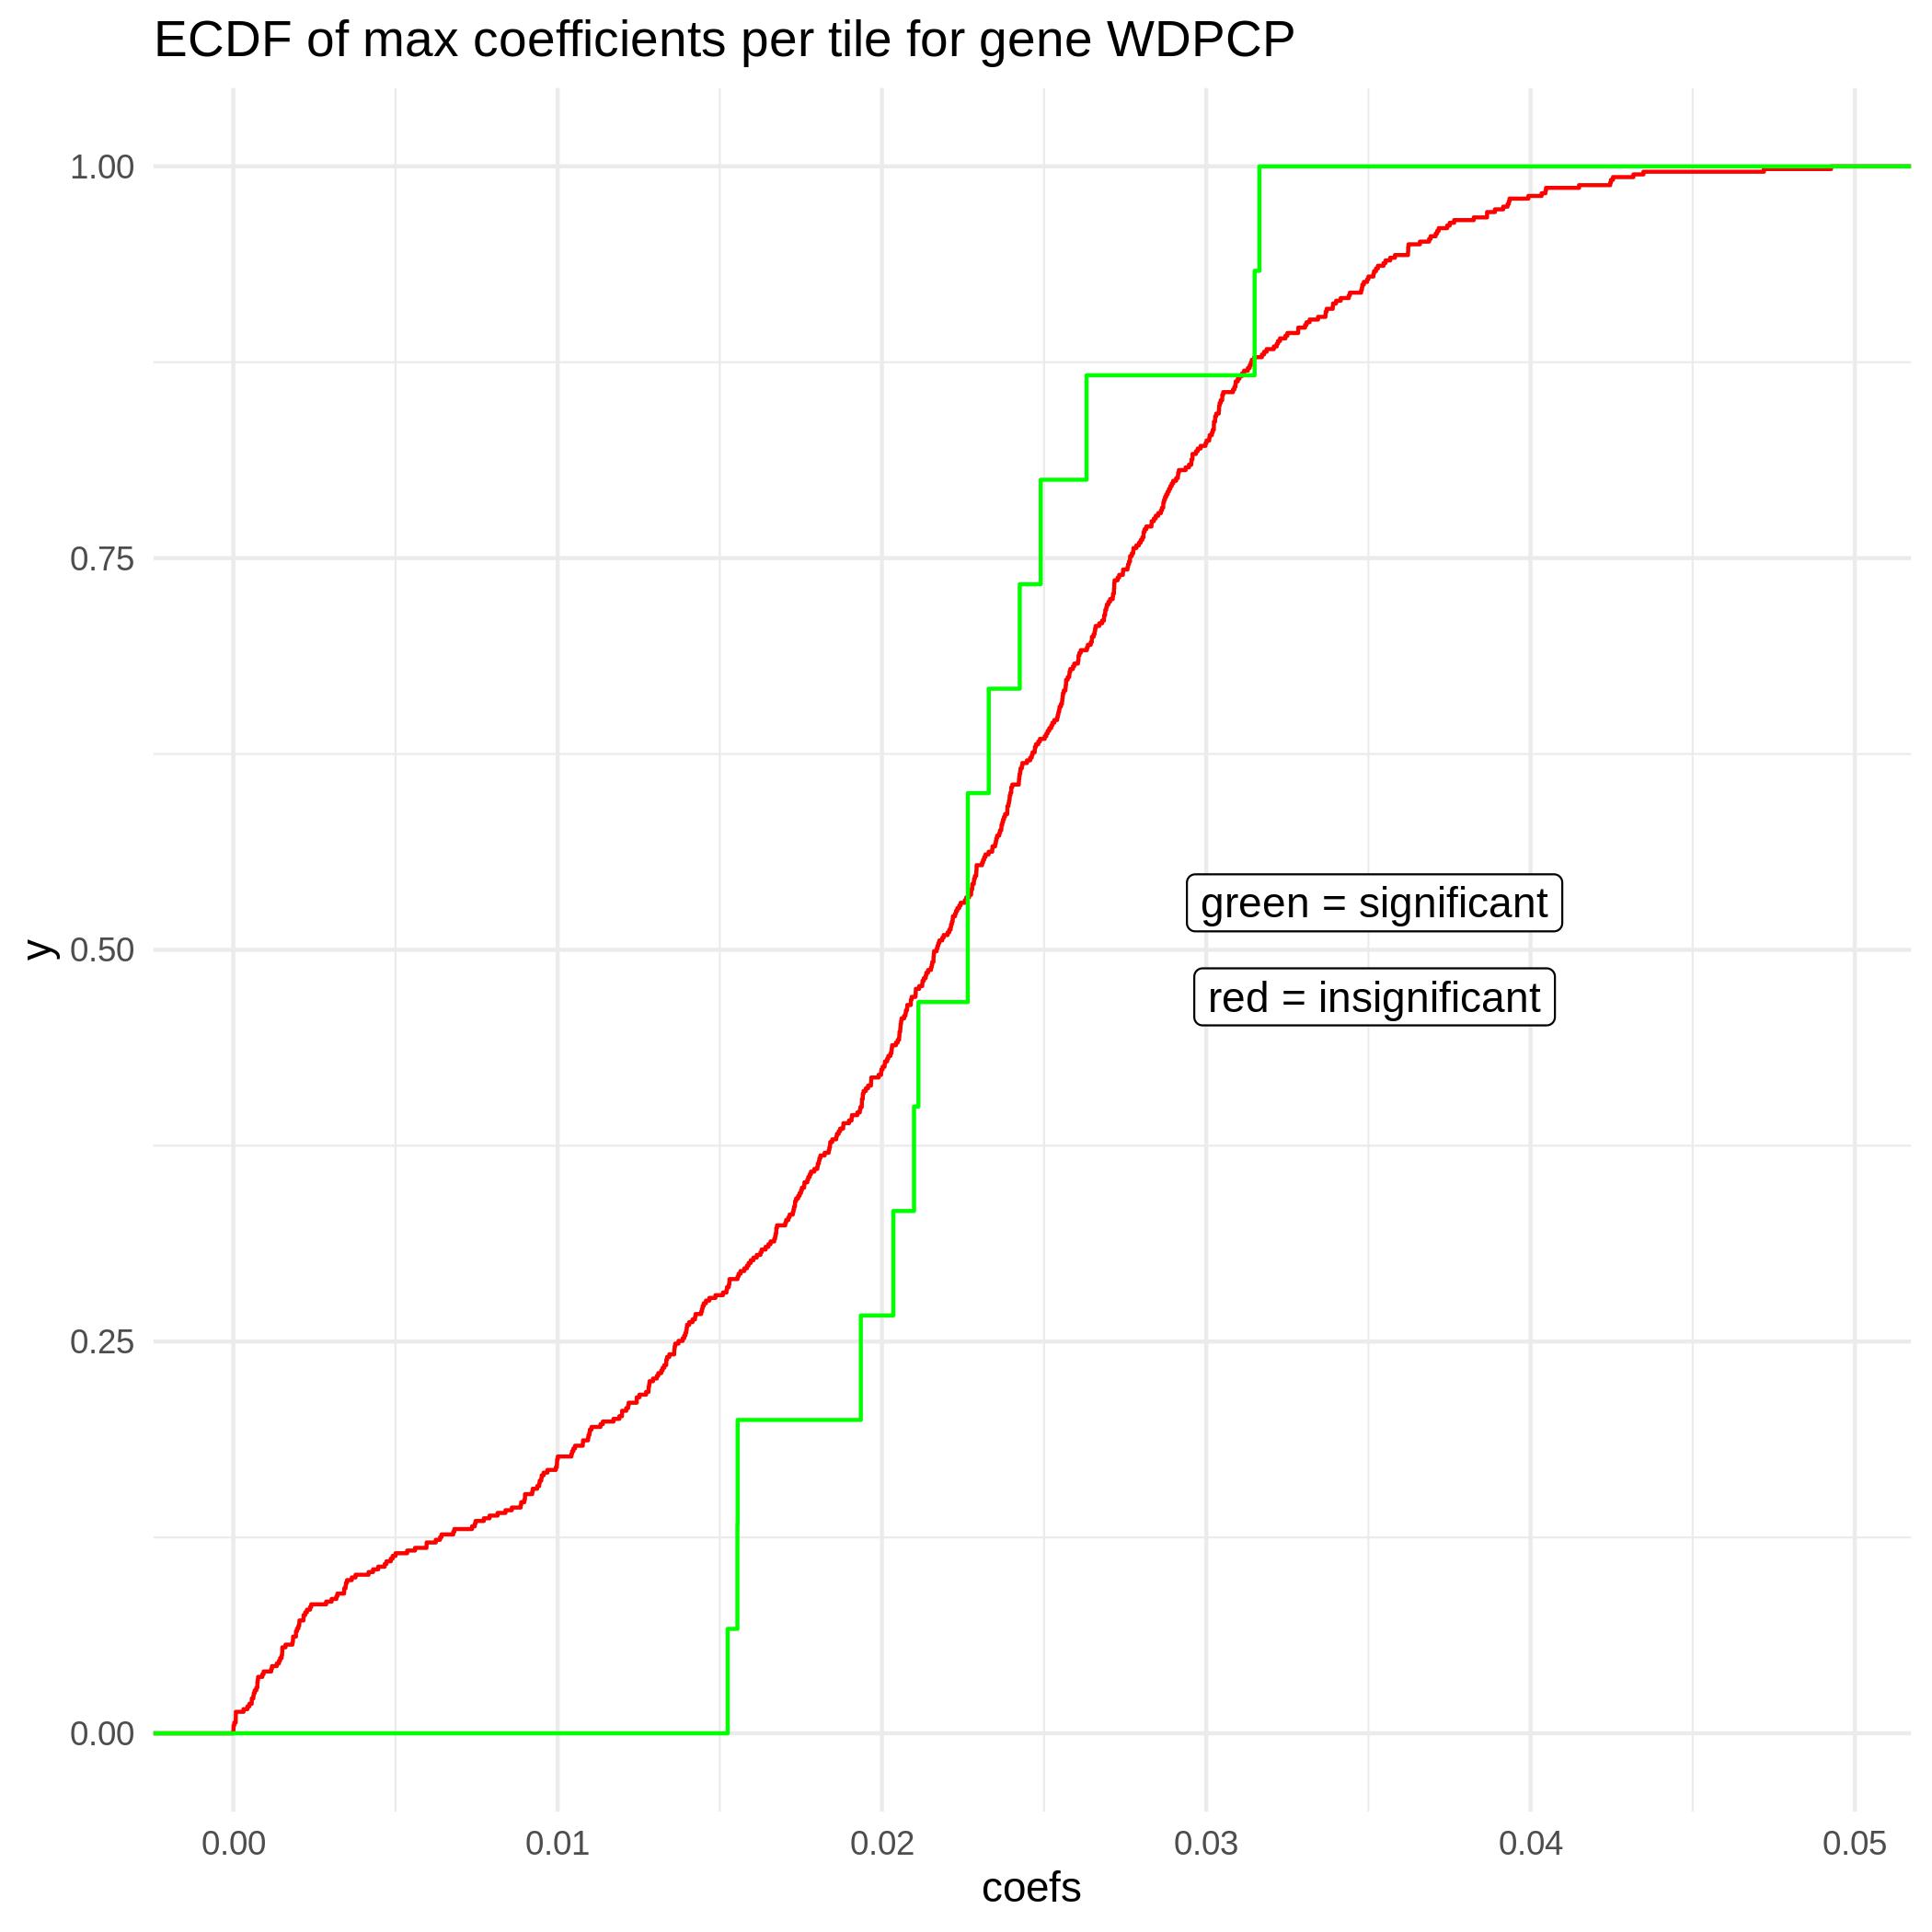 ECDF of max coefficients per tile for gene WDPCP
1.00
0.75
0.50
0.25
0.00
y
green = significant
red = insignificant
0.00 0.01 0.02 0.03 0.04 0.05
coefs